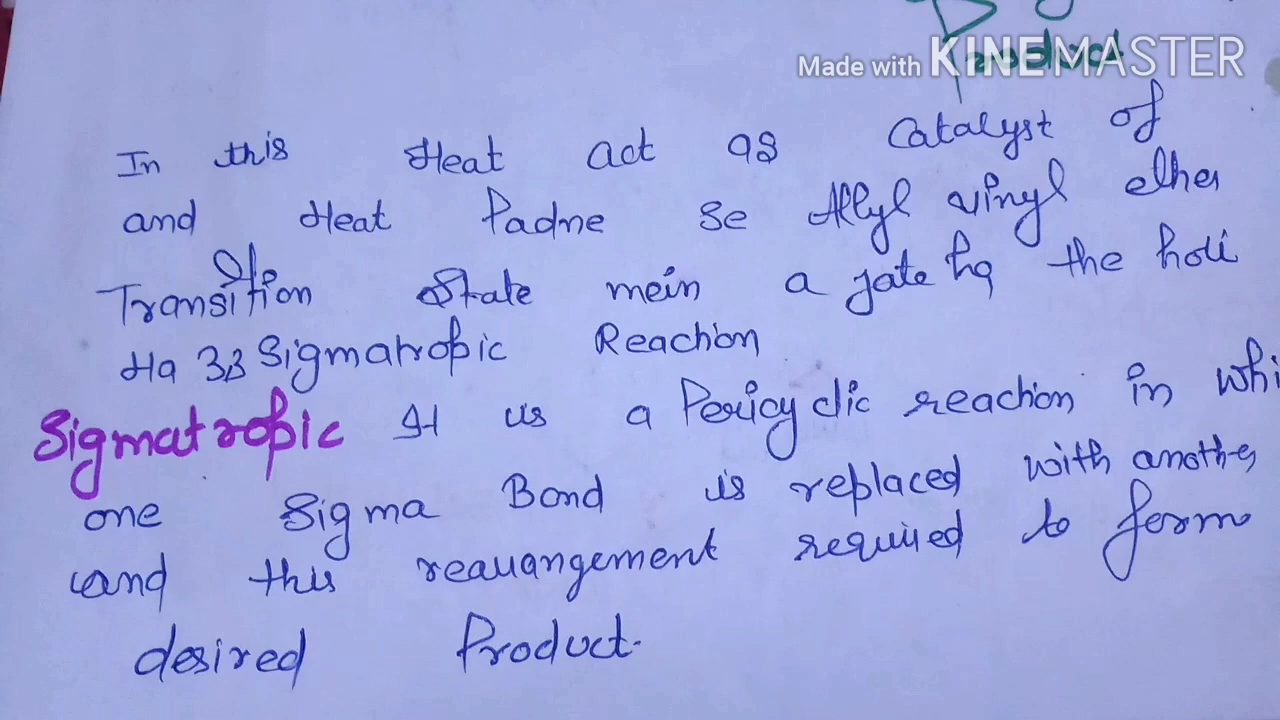 Product
Made with KINEMASTER
In this Heat act as Catalyst of
and Heat Padne se Allyl vinyl ether
Transition State mein a jate hq the hoti
Ha 3,3 Sigmatropic Reaction
Sigmatropic It is a Pericyclic reaction in whi
one Sigma Bond is replaced with another
and this rearrangement required to form
desired Product.